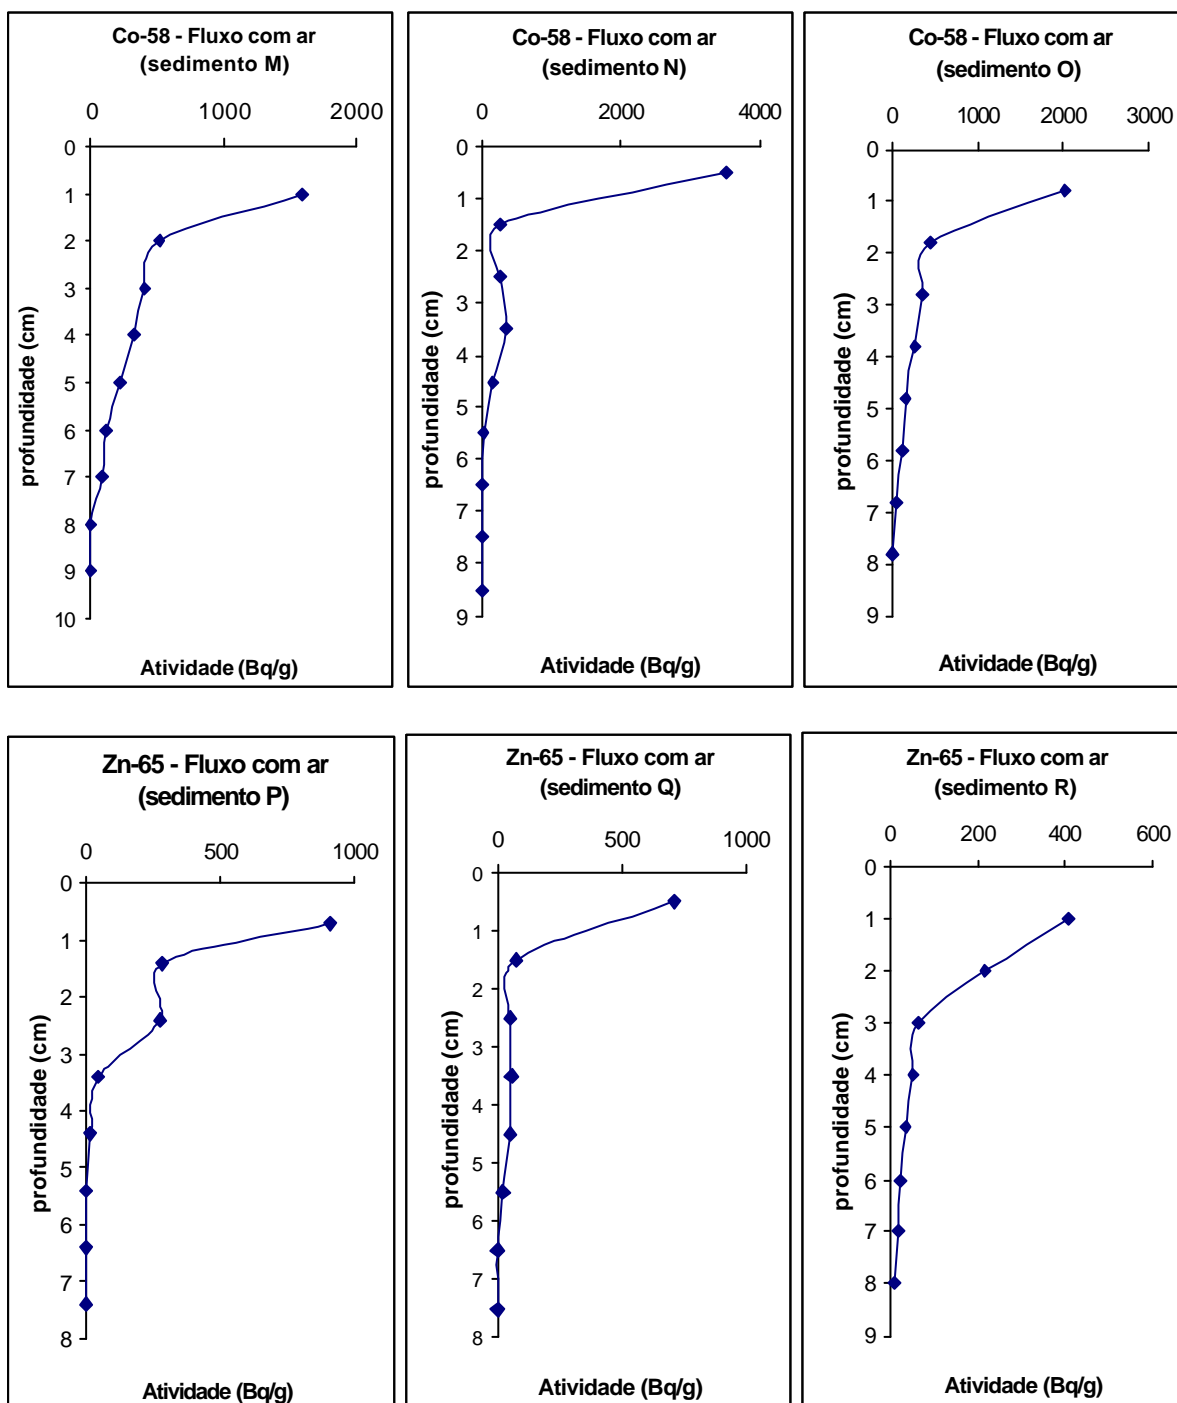 Co-58 - Fluxo com ar
(sedimento M)
0 1000 2000
0
1
2
3
4
5
6
7
8
9
10
profundidade (cm)
Atividade (Bq/g)
Co-58 - Fluxo com ar
(sedimento N)
0 2000 4000
0
1
2
3
4
5
6
7
8
9
profundidade (cm)
Atividade (Bq/g)
Co-58 - Fluxo com ar
(sedimento O)
0 1000 2000 3000
0
1
2
3
4
5
6
7
8
9
profundidade (cm)
Atividade (Bq/g)
Zn-65 - Fluxo com ar
(sedimento P)
0 500 1000
0
1
2
3
4
5
6
7
8
profundidade (cm)
Atividade (Bq/g)
Zn-65 - Fluxo com ar
(sedimento Q)
0 500 1000
0
1
2
3
4
5
6
7
8
profundidade (cm)
Atividade (Bq/g)
Zn-65 - Fluxo com ar
(sedimento R)
0 200 400 600
0
1
2
3
4
5
6
7
8
9
profundidade (cm)
Atividade (Bq/g)